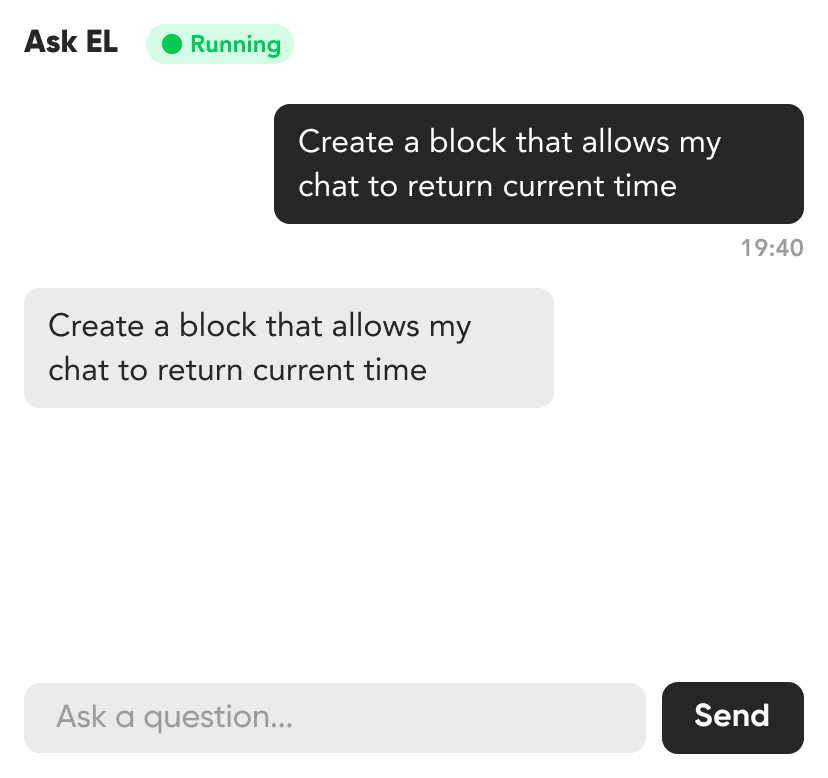 Ask EL
Running
Create a block that allows my
chat to return current time
19:40
Create a block that allows my
chat to return current time
Ask a question...
Send